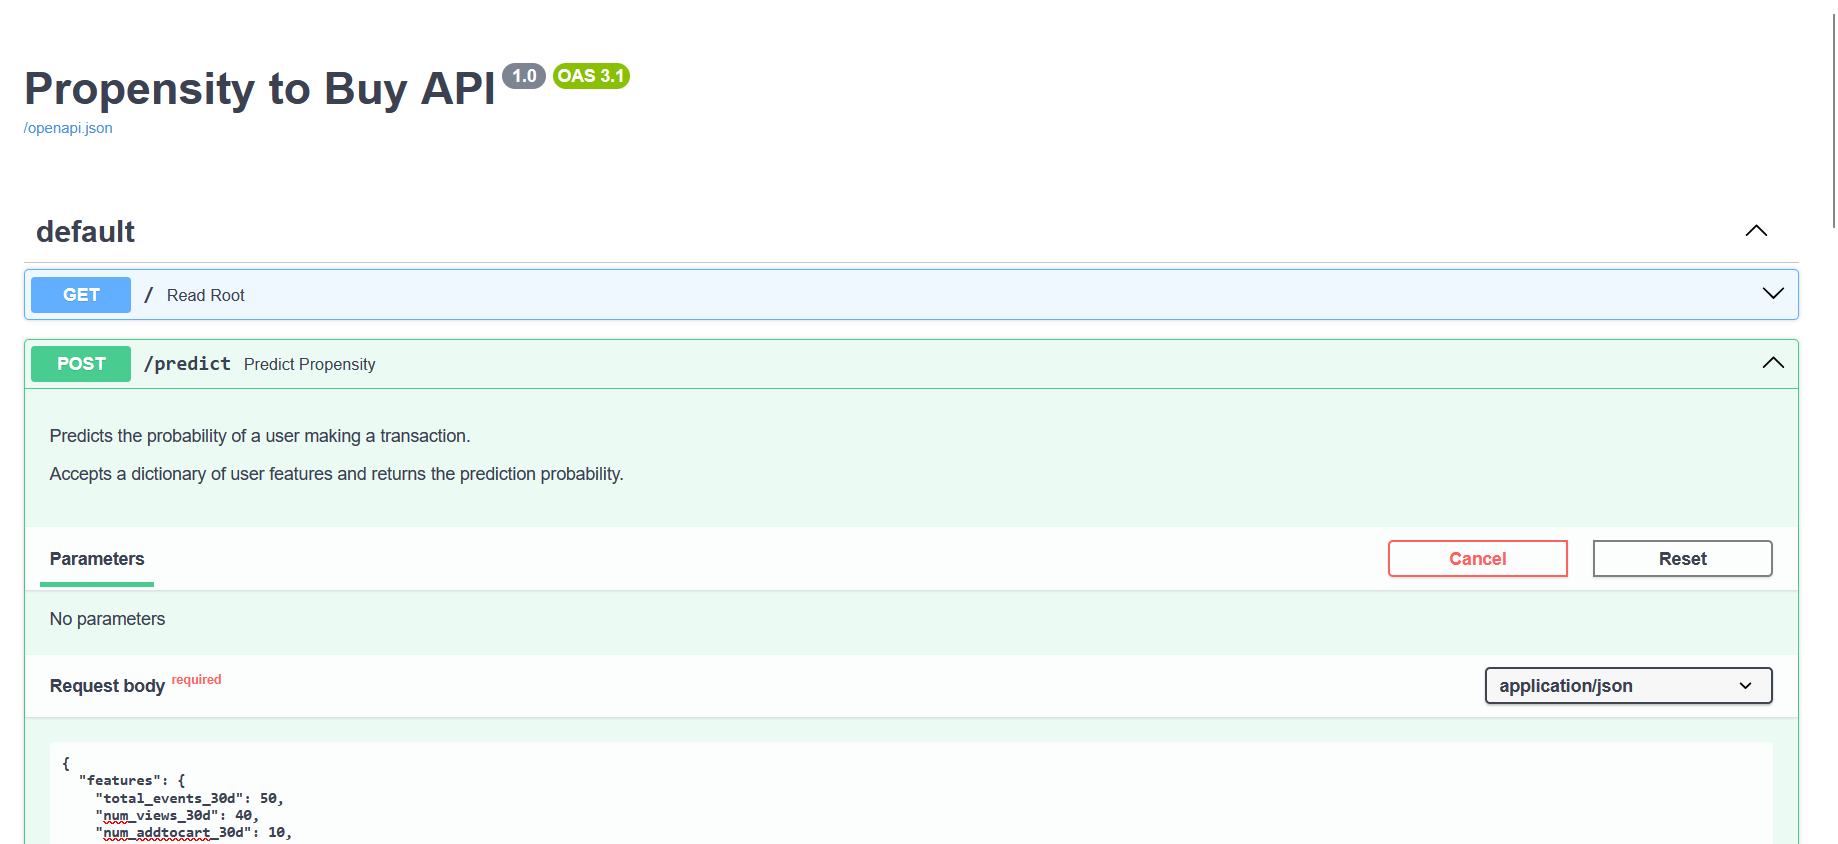 Propensity to Buy API 1.0 OAS 3.1
/openapi.json
default
GET / Read Root
POST /predict Predict Propensity
Predicts the probability of a user making a transaction.
Accepts a dictionary of user features and returns the prediction probability.
Parameters Cancel Reset
No parameters
Request body required application/json
{
"features": {
"total_events_30d": 50,
"num_views_30d": 40,
"num_addtocart_30d": 10,